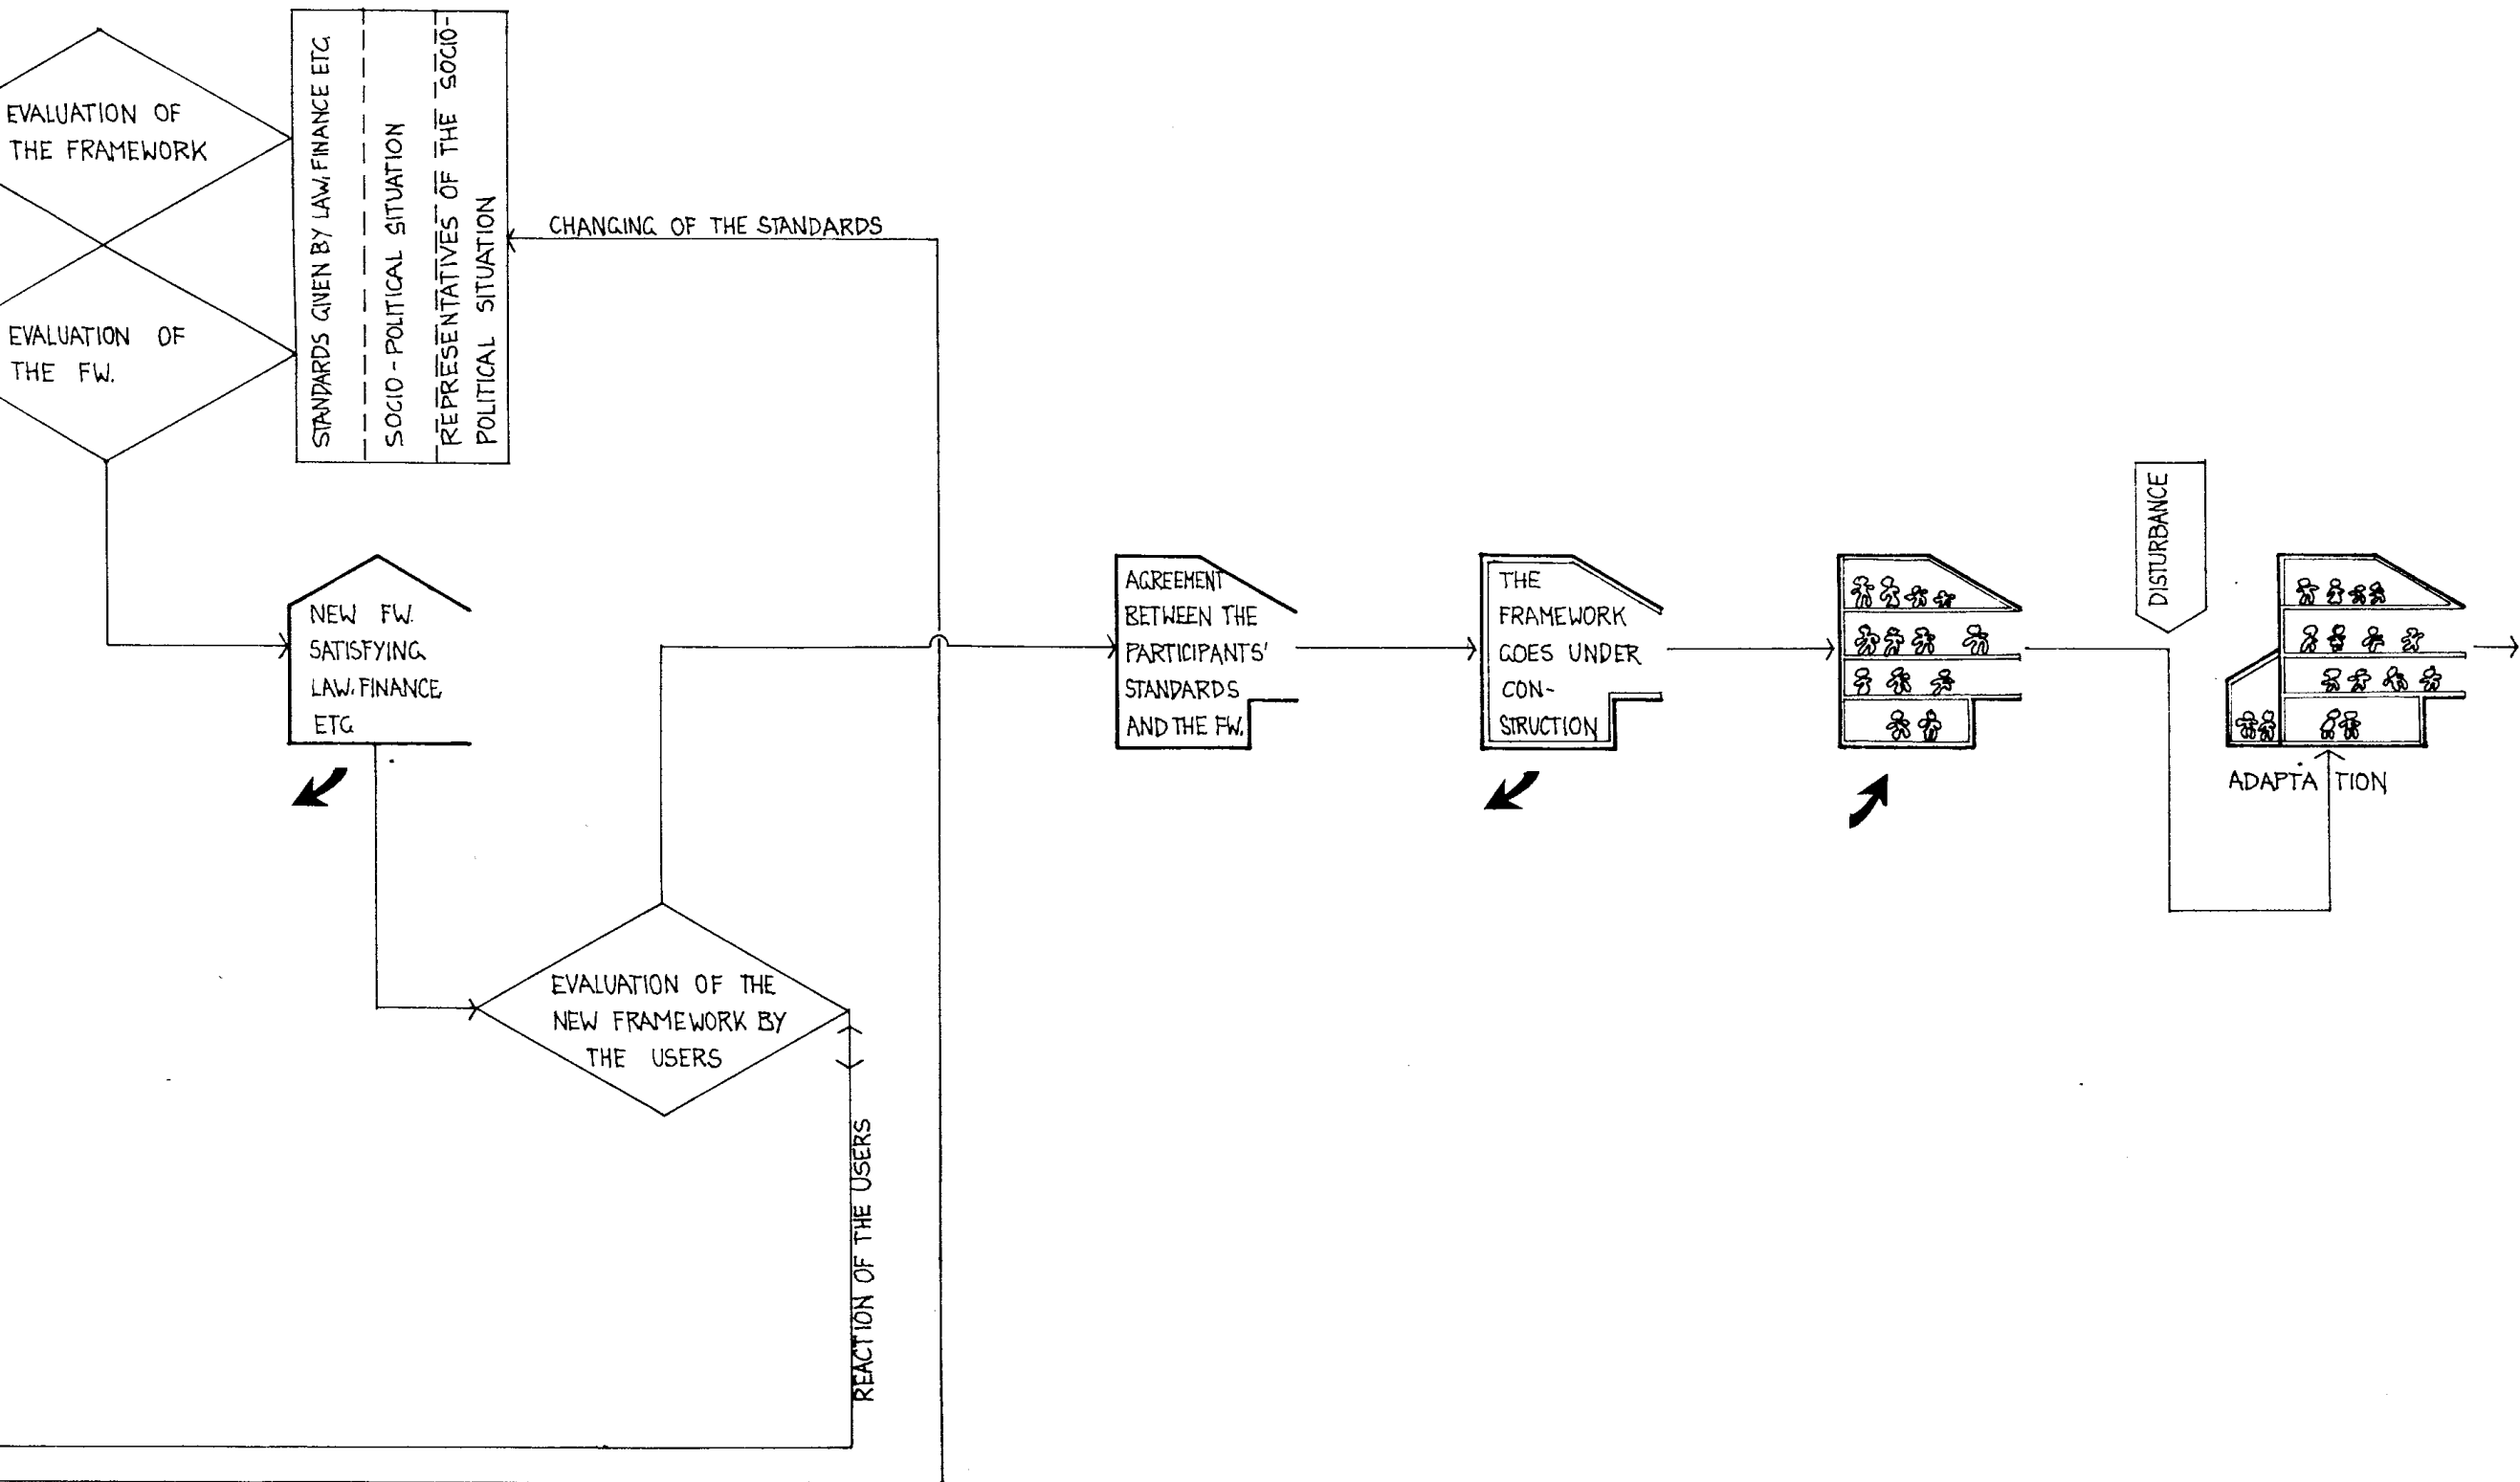 EVALUATION OF
THE FRAMEWORK
EVALUATION OF
THE FW.
STANDARDS GIVEN BY LAW, FINANCE ETC.
SOCIO-POLITICAL SITUATION
REPRESENTATIVES OF THE SOCIO-
POLITICAL SITUATION
CHANGING OF THE STANDARDS
NEW FW.
SATISFYING
LAW, FINANCE,
ETC
EVALUATION OF THE
NEW FRAMEWORK BY
THE USERS
REACTION OF THE USERS
AGREEMENT
BETWEEN THE
PARTICIPANTS'
STANDARDS
AND THE FW.
THE
FRAMEWORK
GOES UNDER
CON-
STRUCTION
DISTURBANCE
ADAPTATION